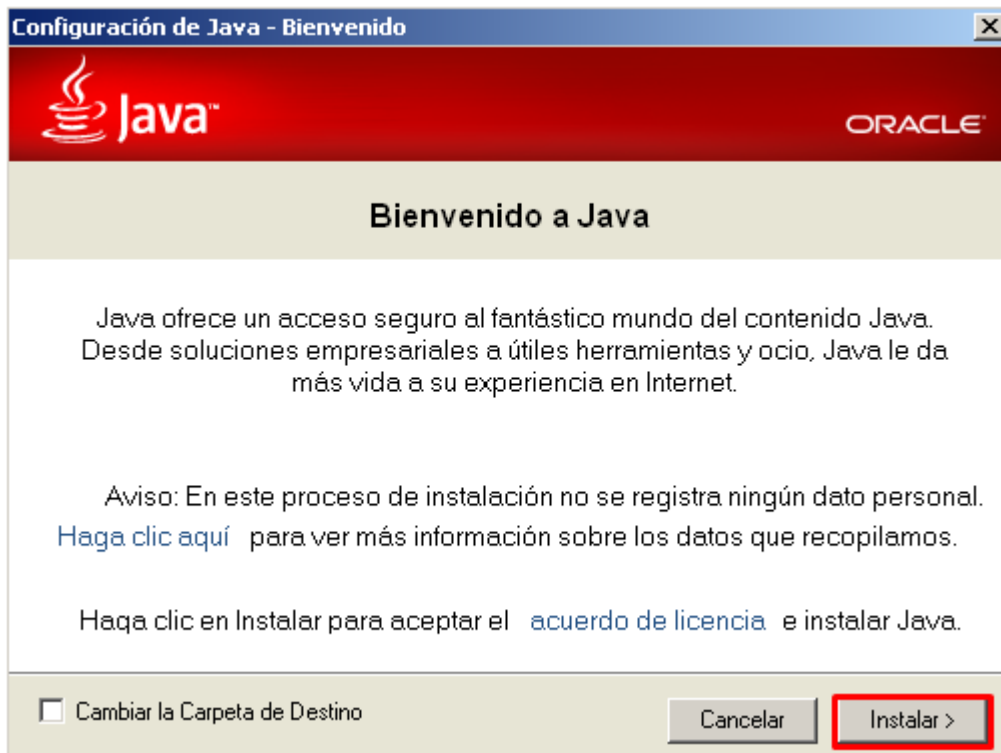 Configuración de Java - Bienvenido
Java™
ORACLE®
Bienvenido a Java
Java ofrece un acceso seguro al fantástico mundo del contenido Java.
Desde soluciones empresariales a útiles herramientas y ocio, Java le da
más vida a su experiencia en Internet.
Aviso: En este proceso de instalación no se registra ningún dato personal.
Haga clic aquí para ver más información sobre los datos que recopilamos.
Haga clic en Instalar para aceptar el acuerdo de licencia e instalar Java.
Cambiar la Carpeta de Destino
Cancelar
Instalar >